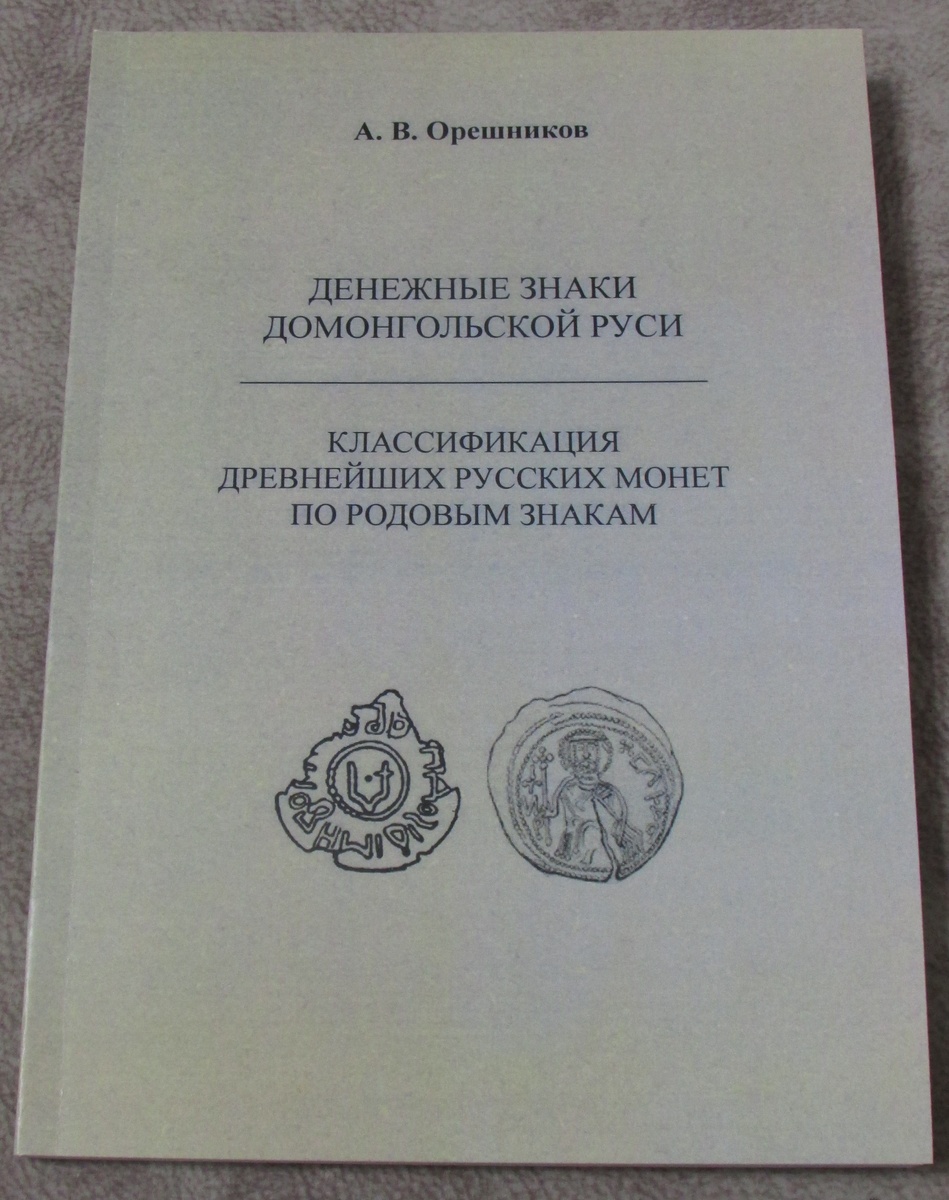 А. В. Орешников
ДЕНЕЖНЫЕ ЗНАКИ
ДОМОНГОЛЬСКОЙ РУСИ
КЛАССИФИКАЦИЯ
ДРЕВНЕЙШИХ РУССКИХ МОНЕТ
ПО РОДОВЫМ ЗНАКАМ